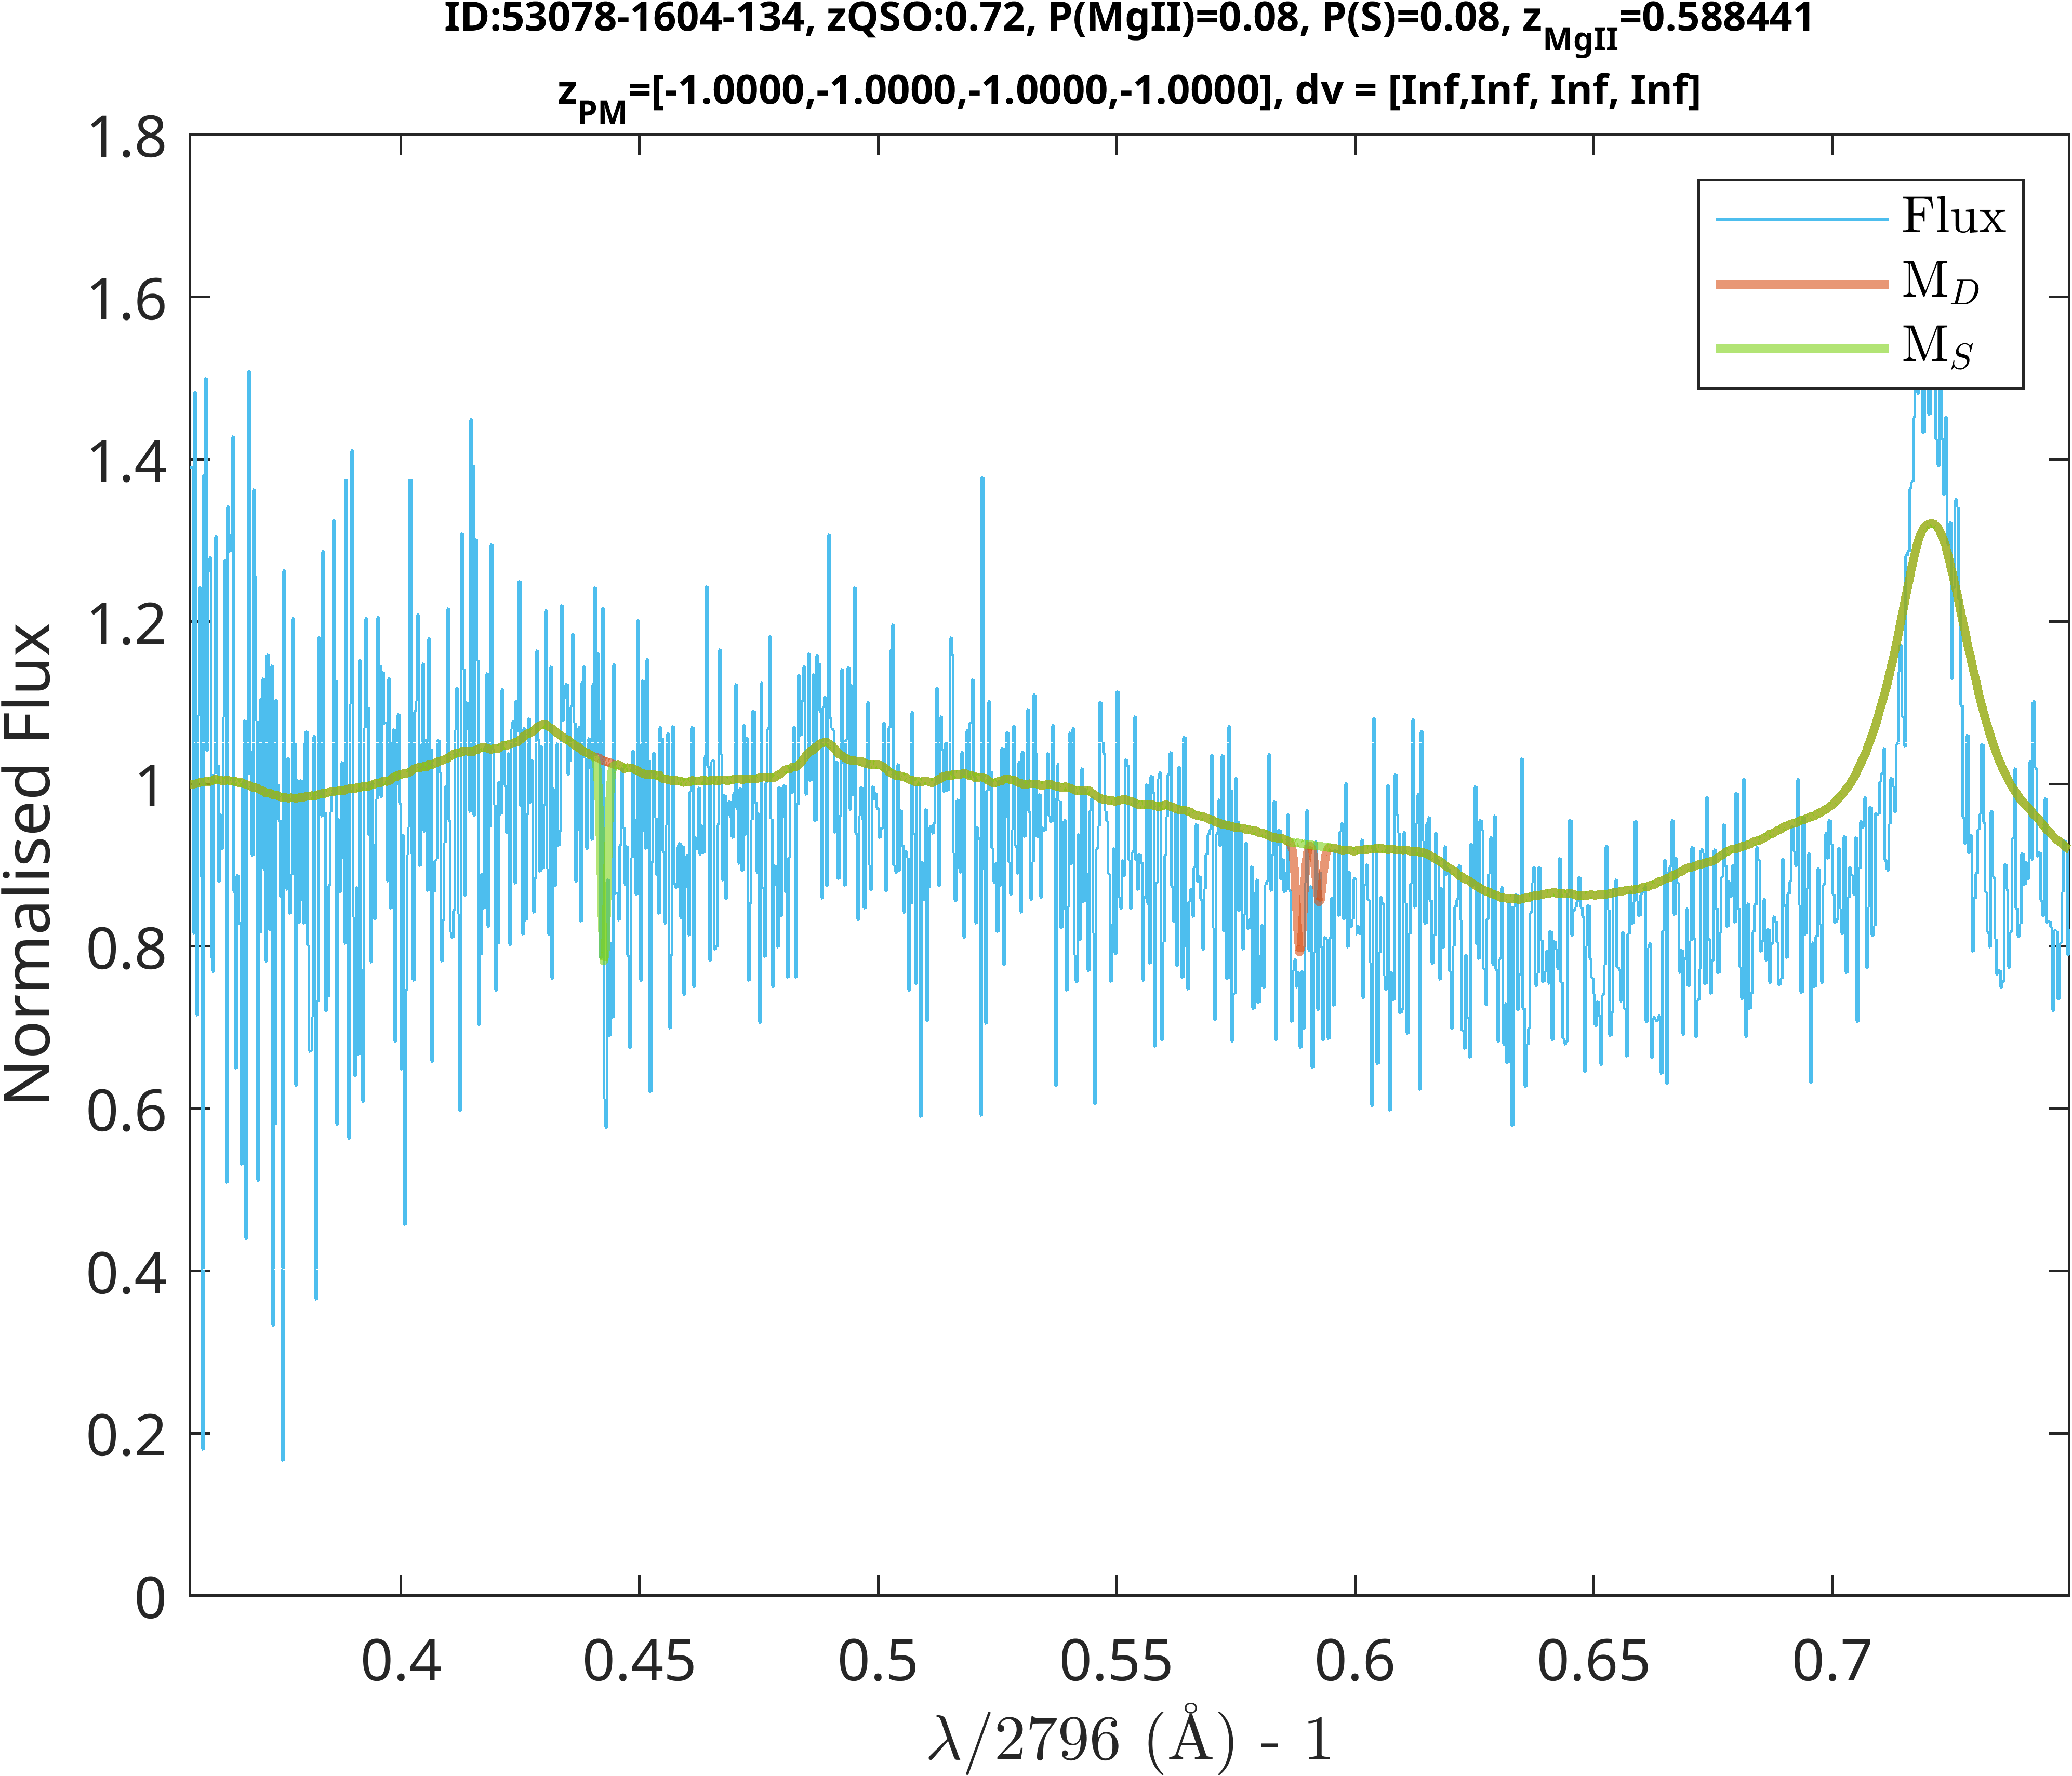 ID:53078-1604-134, zQSO:0.72, P(MgII)=0.08, P(S)=0.08, zMgII=0.588441
zPM=[-1.0000,-1.0000,-1.0000,-1.0000], dv = [Inf,Inf, Inf, Inf]
1.8
1.6
1.4
1.2
1
0.8
0.6
0.4
0.2
0
Normalised Flux
Flux
MD
MS
0.4 0.45 0.5 0.55 0.6 0.65 0.7
λ/2796 (Å) - 1